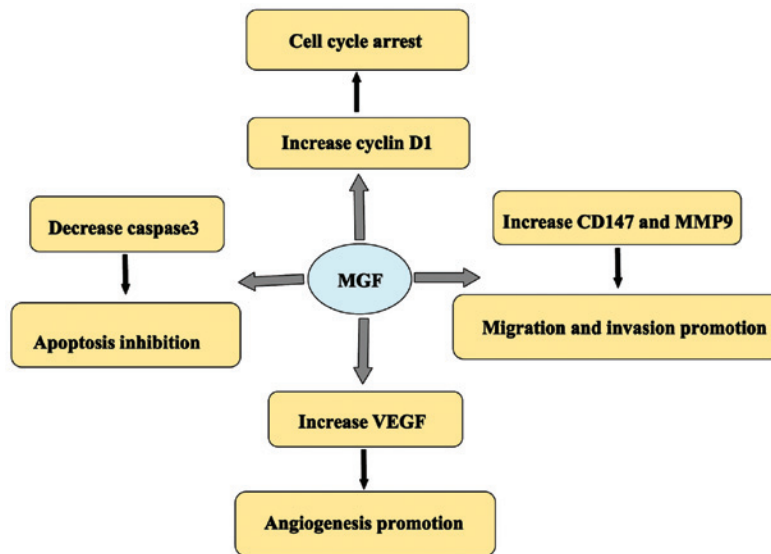 Cell cycle arrest
Increase cyclin D1
Decrease caspase3
Increase CD147 and MMP9
MGF
Apoptosis inhibition
Migration and invasion promotion
Increase VEGF
Angiogenesis promotion